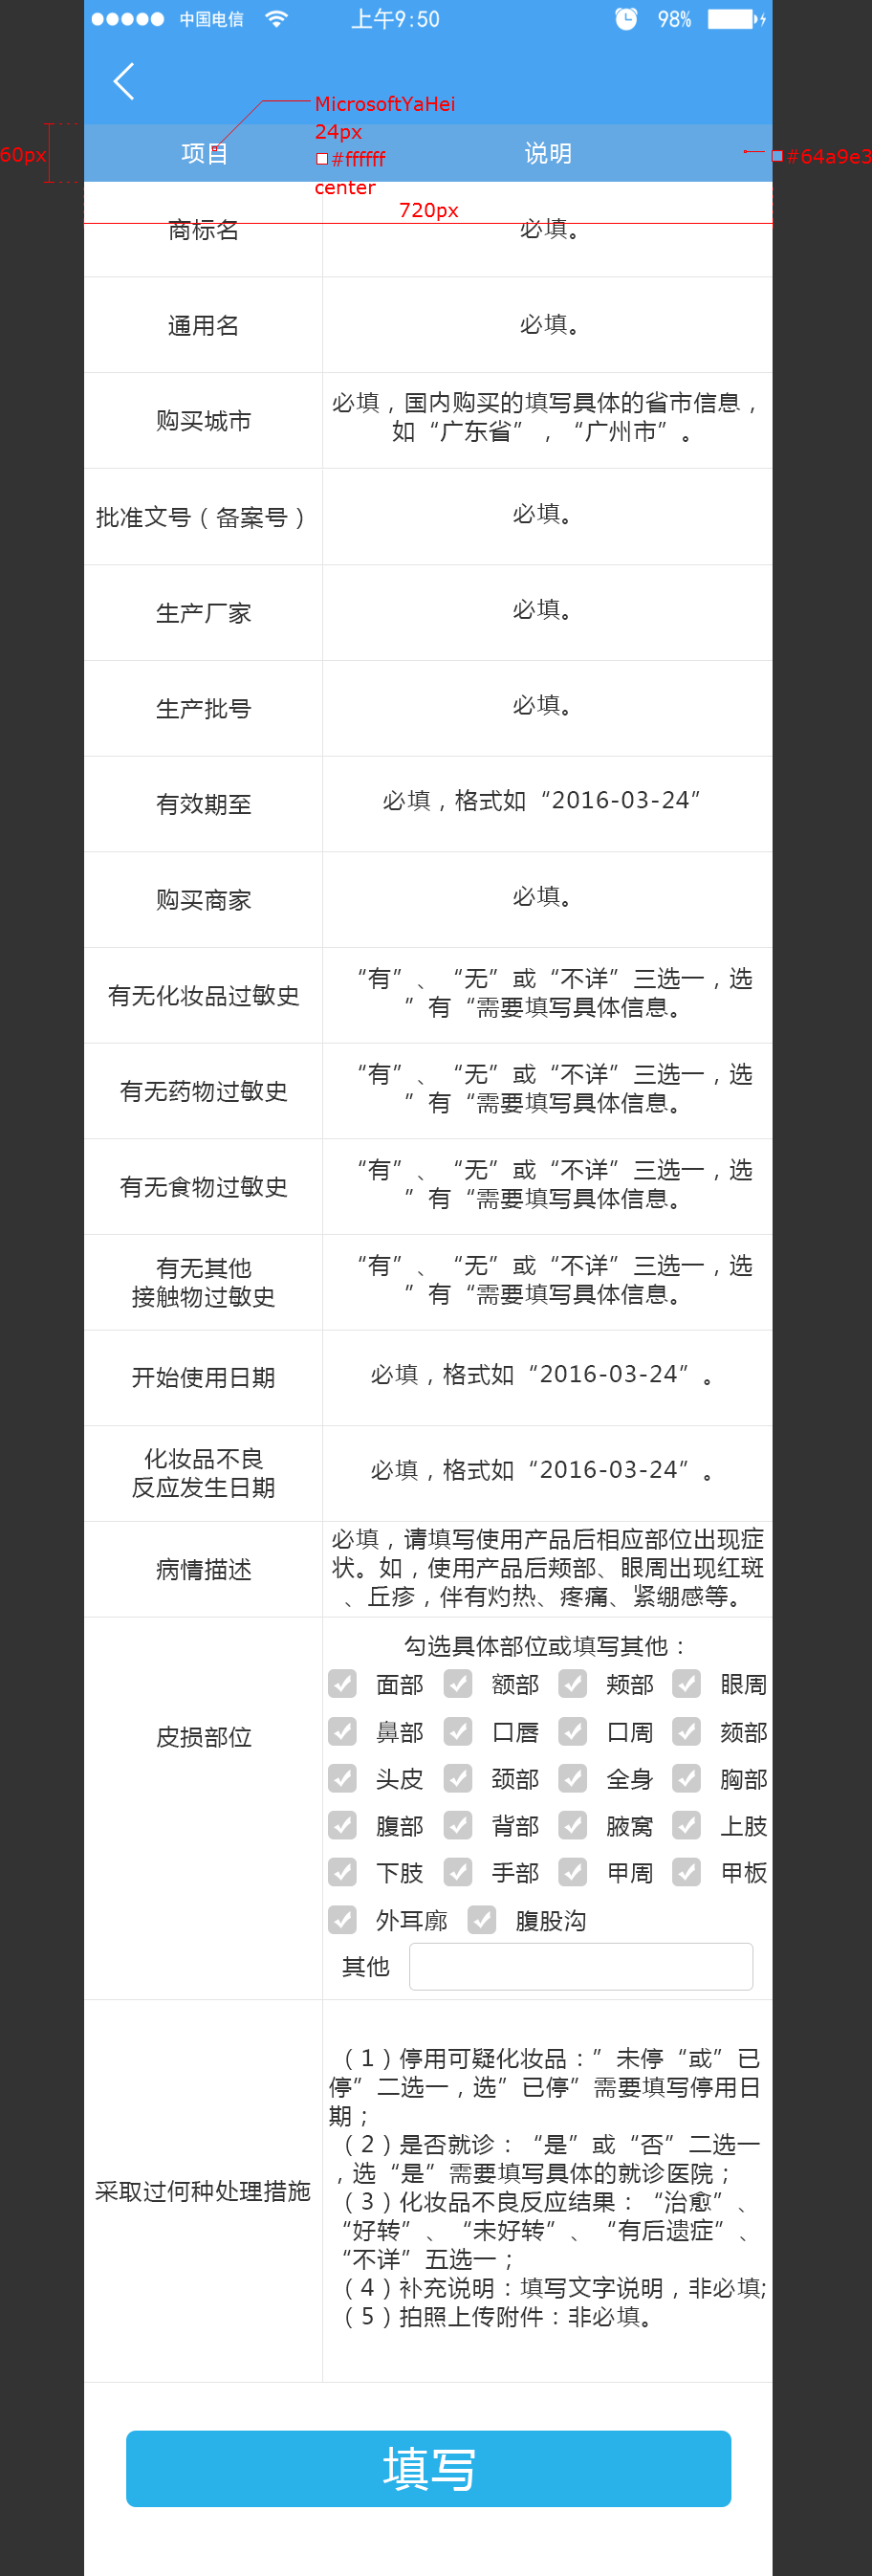 中国电信 上午9:50 98%
MicrosoftYaHei
24px
#ffffff
center
60px
项目 说明
#64a9e3
720px
商标名 必填。
通用名 必填。
购买城市
必填，国内购买的填写具体的省市信息，
如“广东省”，“广州市”。
批准文号（备案号） 必填。
生产厂家 必填。
生产批号 必填。
有效期至 必填，格式如“2016-03-24”
购买商家 必填。
有无化妆品过敏史
“有”、“无”或“不详”三选一，选
”有“需要填写具体信息。
有无药物过敏史
“有”、“无”或“不详”三选一，选
”有“需要填写具体信息。
有无食物过敏史
“有”、“无”或“不详”三选一，选
”有“需要填写具体信息。
有无其他
接触物过敏史
“有”、“无”或“不详”三选一，选
”有“需要填写具体信息。
开始使用日期 必填，格式如“2016-03-24”。
化妆品不良
反应发生日期
必填，格式如“2016-03-24”。
病情描述
必填，请填写使用产品后相应部位出现症
状。如，使用产品后颊部、眼周出现红斑
、丘疹，伴有灼热、疼痛、紧绷感等。
皮损部位
勾选具体部位或填写其他：
面部 额部 颊部 眼周
鼻部 口唇 口周 颏部
头皮 颈部 全身 胸部
腹部 背部 腋窝 上肢
下肢 手部 甲周 甲板
外耳廓 腹股沟
其他
采取过何种处理措施
（1）停用可疑化妆品：”未停“或”已
停”二选一，选”已停”需要填写停用日
期；
（2）是否就诊：“是”或“否”二选一
，选“是”需要填写具体的就诊医院；
（3）化妆品不良反应结果：“治愈”、
“好转”、“未好转”、“有后遗症”、
“不详”五选一；
（4）补充说明：填写文字说明，非必填;
（5）拍照上传附件：非必填。
填写